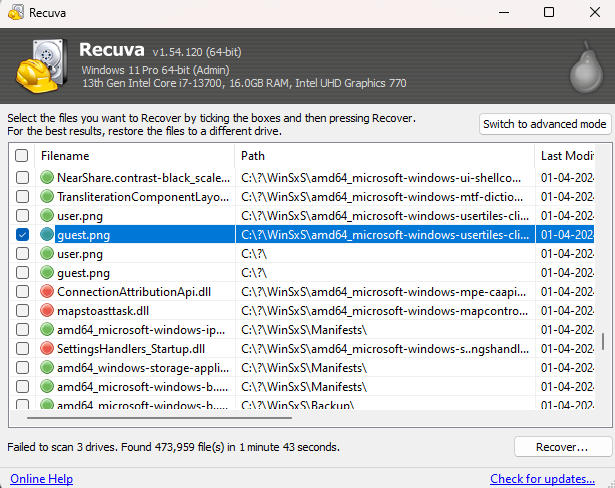 Recuva
Recuva v1.54.120 (64-bit)
Windows 11 Pro 64-bit (Admin)
13th Gen Intel Core i7-13700, 16.0GB RAM, Intel UHD Graphics 770
Select the files you want to Recover by ticking the boxes and then pressing Recover.
For the best results, restore the files to a different drive.
Switch to advanced mode
Filename Path Last Modi
NearShare.contrast-black_scale... C:\?\WinSxS\amd64_microsoft-windows-ui-shellco... 01-04-202
TransliterationComponentLayo... C:\?\WinSxS\amd64_microsoft-windows-mtf-dictio... 01-04-202
user.png C:\?\WinSxS\amd64_microsoft-windows-usertiles-cli... 01-04-202
guest.png C:\?\WinSxS\amd64_microsoft-windows-usertiles-cli... 01-04-202
user.png C:\?\ 01-04-202
guest.png C:\?\ 01-04-202
ConnectionAttributionApi.dll C:\?\WinSxS\amd64_microsoft-windows-mpe-caapi... 01-04-202
mapstoasttask.dll C:\?\WinSxS\amd64_microsoft-windows-mapcontro... 01-04-202
amd64_microsoft-windows-ip... C:\?\WinSxS\Manifests\ 01-04-202
SettingsHandlers_Startup.dll C:\?\WinSxS\amd64_microsoft-windows-s..ngshandl... 01-04-202
amd64_windows-storage-appli... C:\?\WinSxS\Manifests\ 01-04-202
amd64_microsoft-windows-b..... C:\?\WinSxS\Manifests\ 01-04-202
amd64_microsoft-windows-b..... C:\?\WinSxS\Backup\ 01-04-202
Failed to scan 3 drives. Found 473,959 file(s) in 1 minute 43 seconds.
Recover...
Online Help
Check for updates...